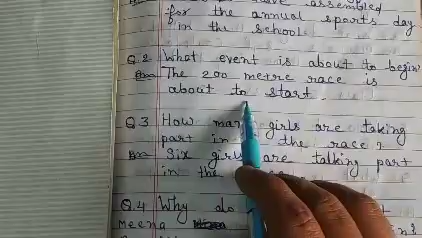 assembled
for the annual sports day
in the school.
Q.2 What event is about to begin
Ans The 200 metre race is
about to start.
Q.3 How many girls are taking
part in the race?
Ans Six girls are talking part
in the
Q.4 Why do
Meena